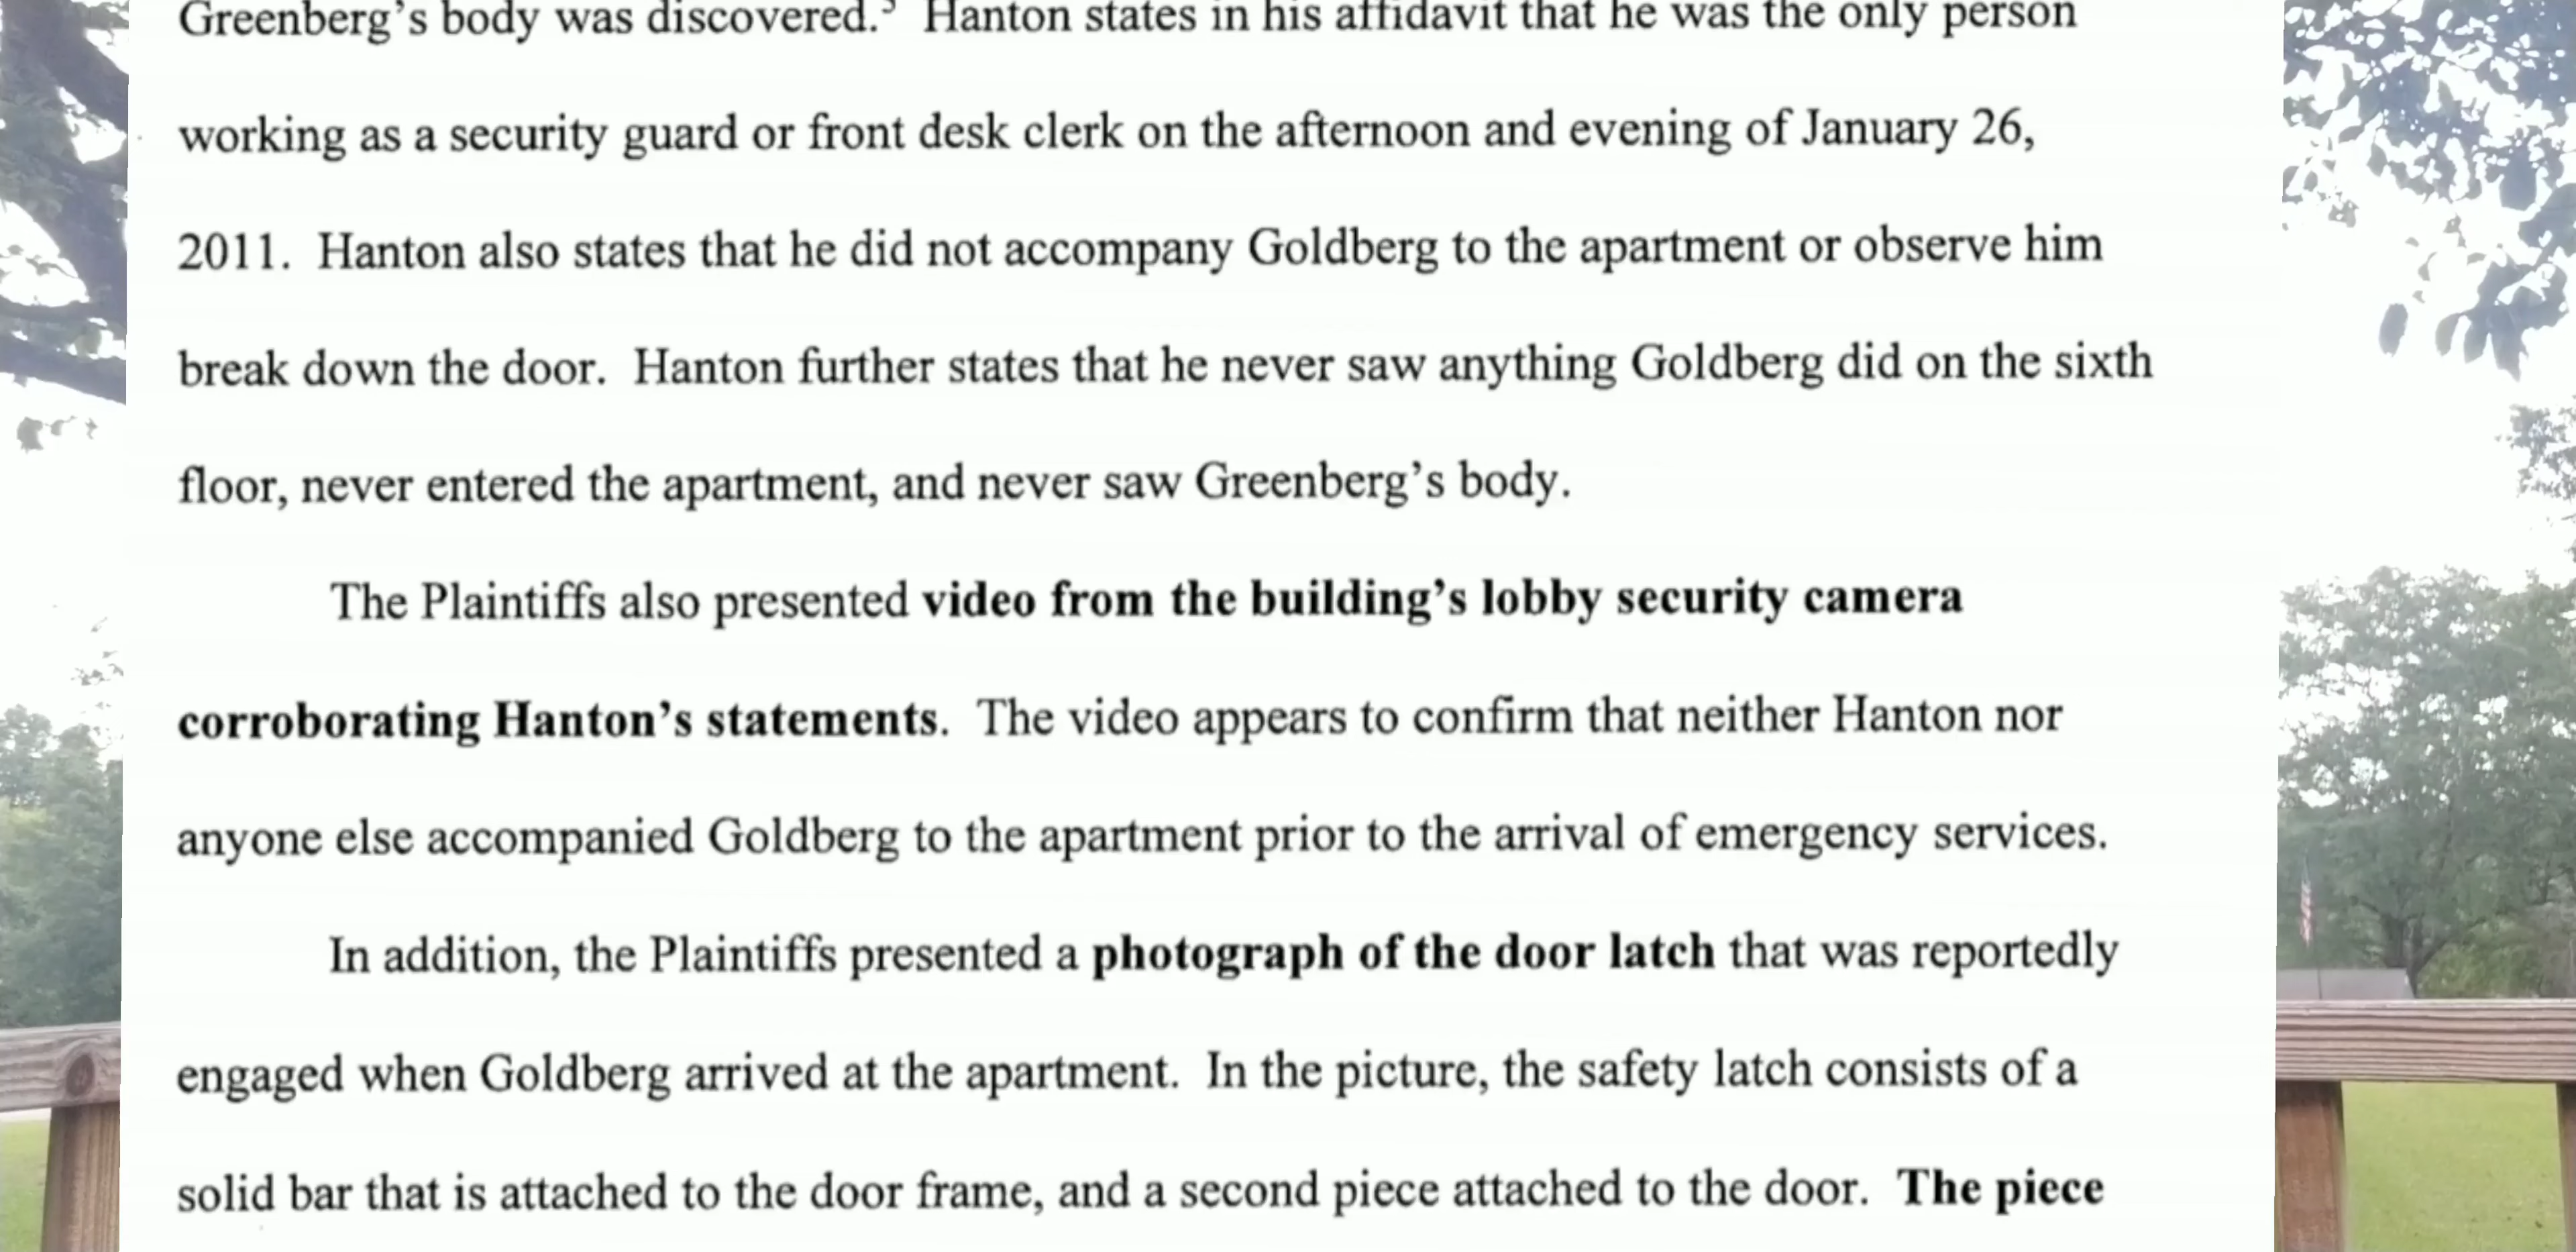 Greenberg’s body was discovered.⁵  Hanton states in his affidavit that he was the only person
working as a security guard or front desk clerk on the afternoon and evening of January 26,
2011.  Hanton also states that he did not accompany Goldberg to the apartment or observe him
break down the door.  Hanton further states that he never saw anything Goldberg did on the sixth
floor, never entered the apartment, and never saw Greenberg’s body.
The Plaintiffs also presented video from the building’s lobby security camera
corroborating Hanton’s statements.  The video appears to confirm that neither Hanton nor
anyone else accompanied Goldberg to the apartment prior to the arrival of emergency services.
In addition, the Plaintiffs presented a photograph of the door latch that was reportedly
engaged when Goldberg arrived at the apartment.  In the picture, the safety latch consists of a
solid bar that is attached to the door frame, and a second piece attached to the door.  The piece